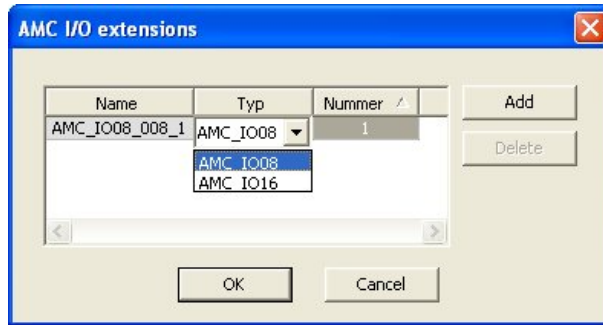 AMC I/O extensions
Name Typ Nummer
AMC_IO08_008_1 AMC_IO08 1
AMC_IO08
AMC_IO16
Add
Delete
OK Cancel